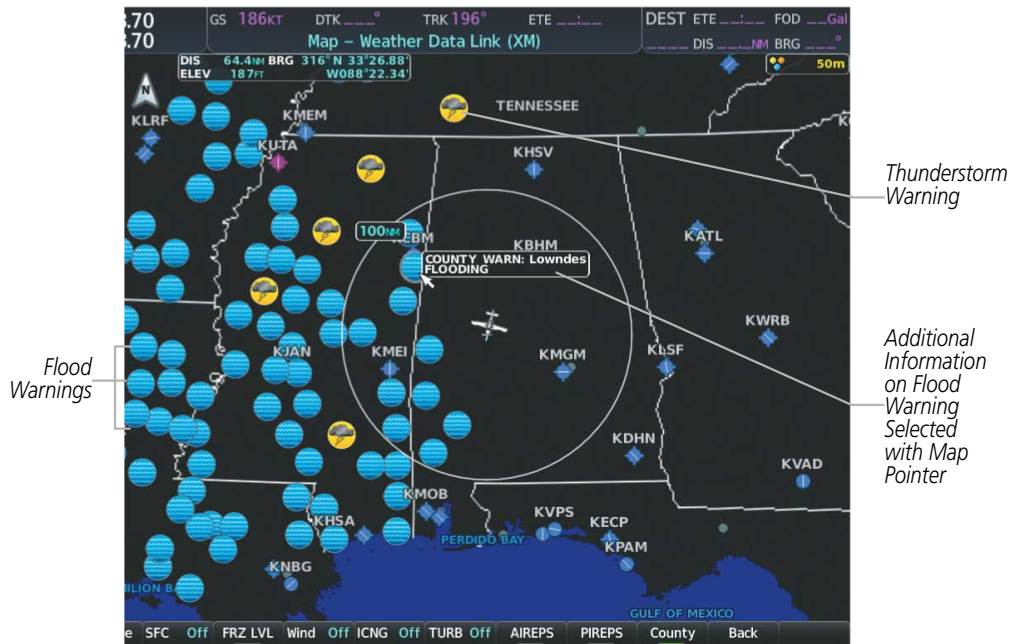 .70 GS 186KT DTK ___° TRK 196° ETE __:__ DEST ETE __:__ FOD __Gal
.70 Map – Weather Data Link (XM) ____ DIS __._NM BRG ___°
DIS 64.4NM BRG 316° N 33°26.88'
ELEV 187FT W088°22.34'
50m
N
TENNESSEE
KLRF
KMEM
KUTA
KHSV
Thunderstorm
Warning
100NM
KBHM
KATL
COUNTY WARN: Lowndes
FLOODING
KWRB
KJAN
KMEI
KMGM
KLSF
Flood
Warnings
Additional
Information
on Flood
Warning
Selected
with Map
Pointer
KDHN
KVAD
KMOB
KHSA
KVPS
KECP
PERDIDO BAY
KPAM
KNBG
GULF OF MEXICO
e SFC Off FRZ LVL Wind Off ICNG Off TURB Off AIREPS PIREPS County Back